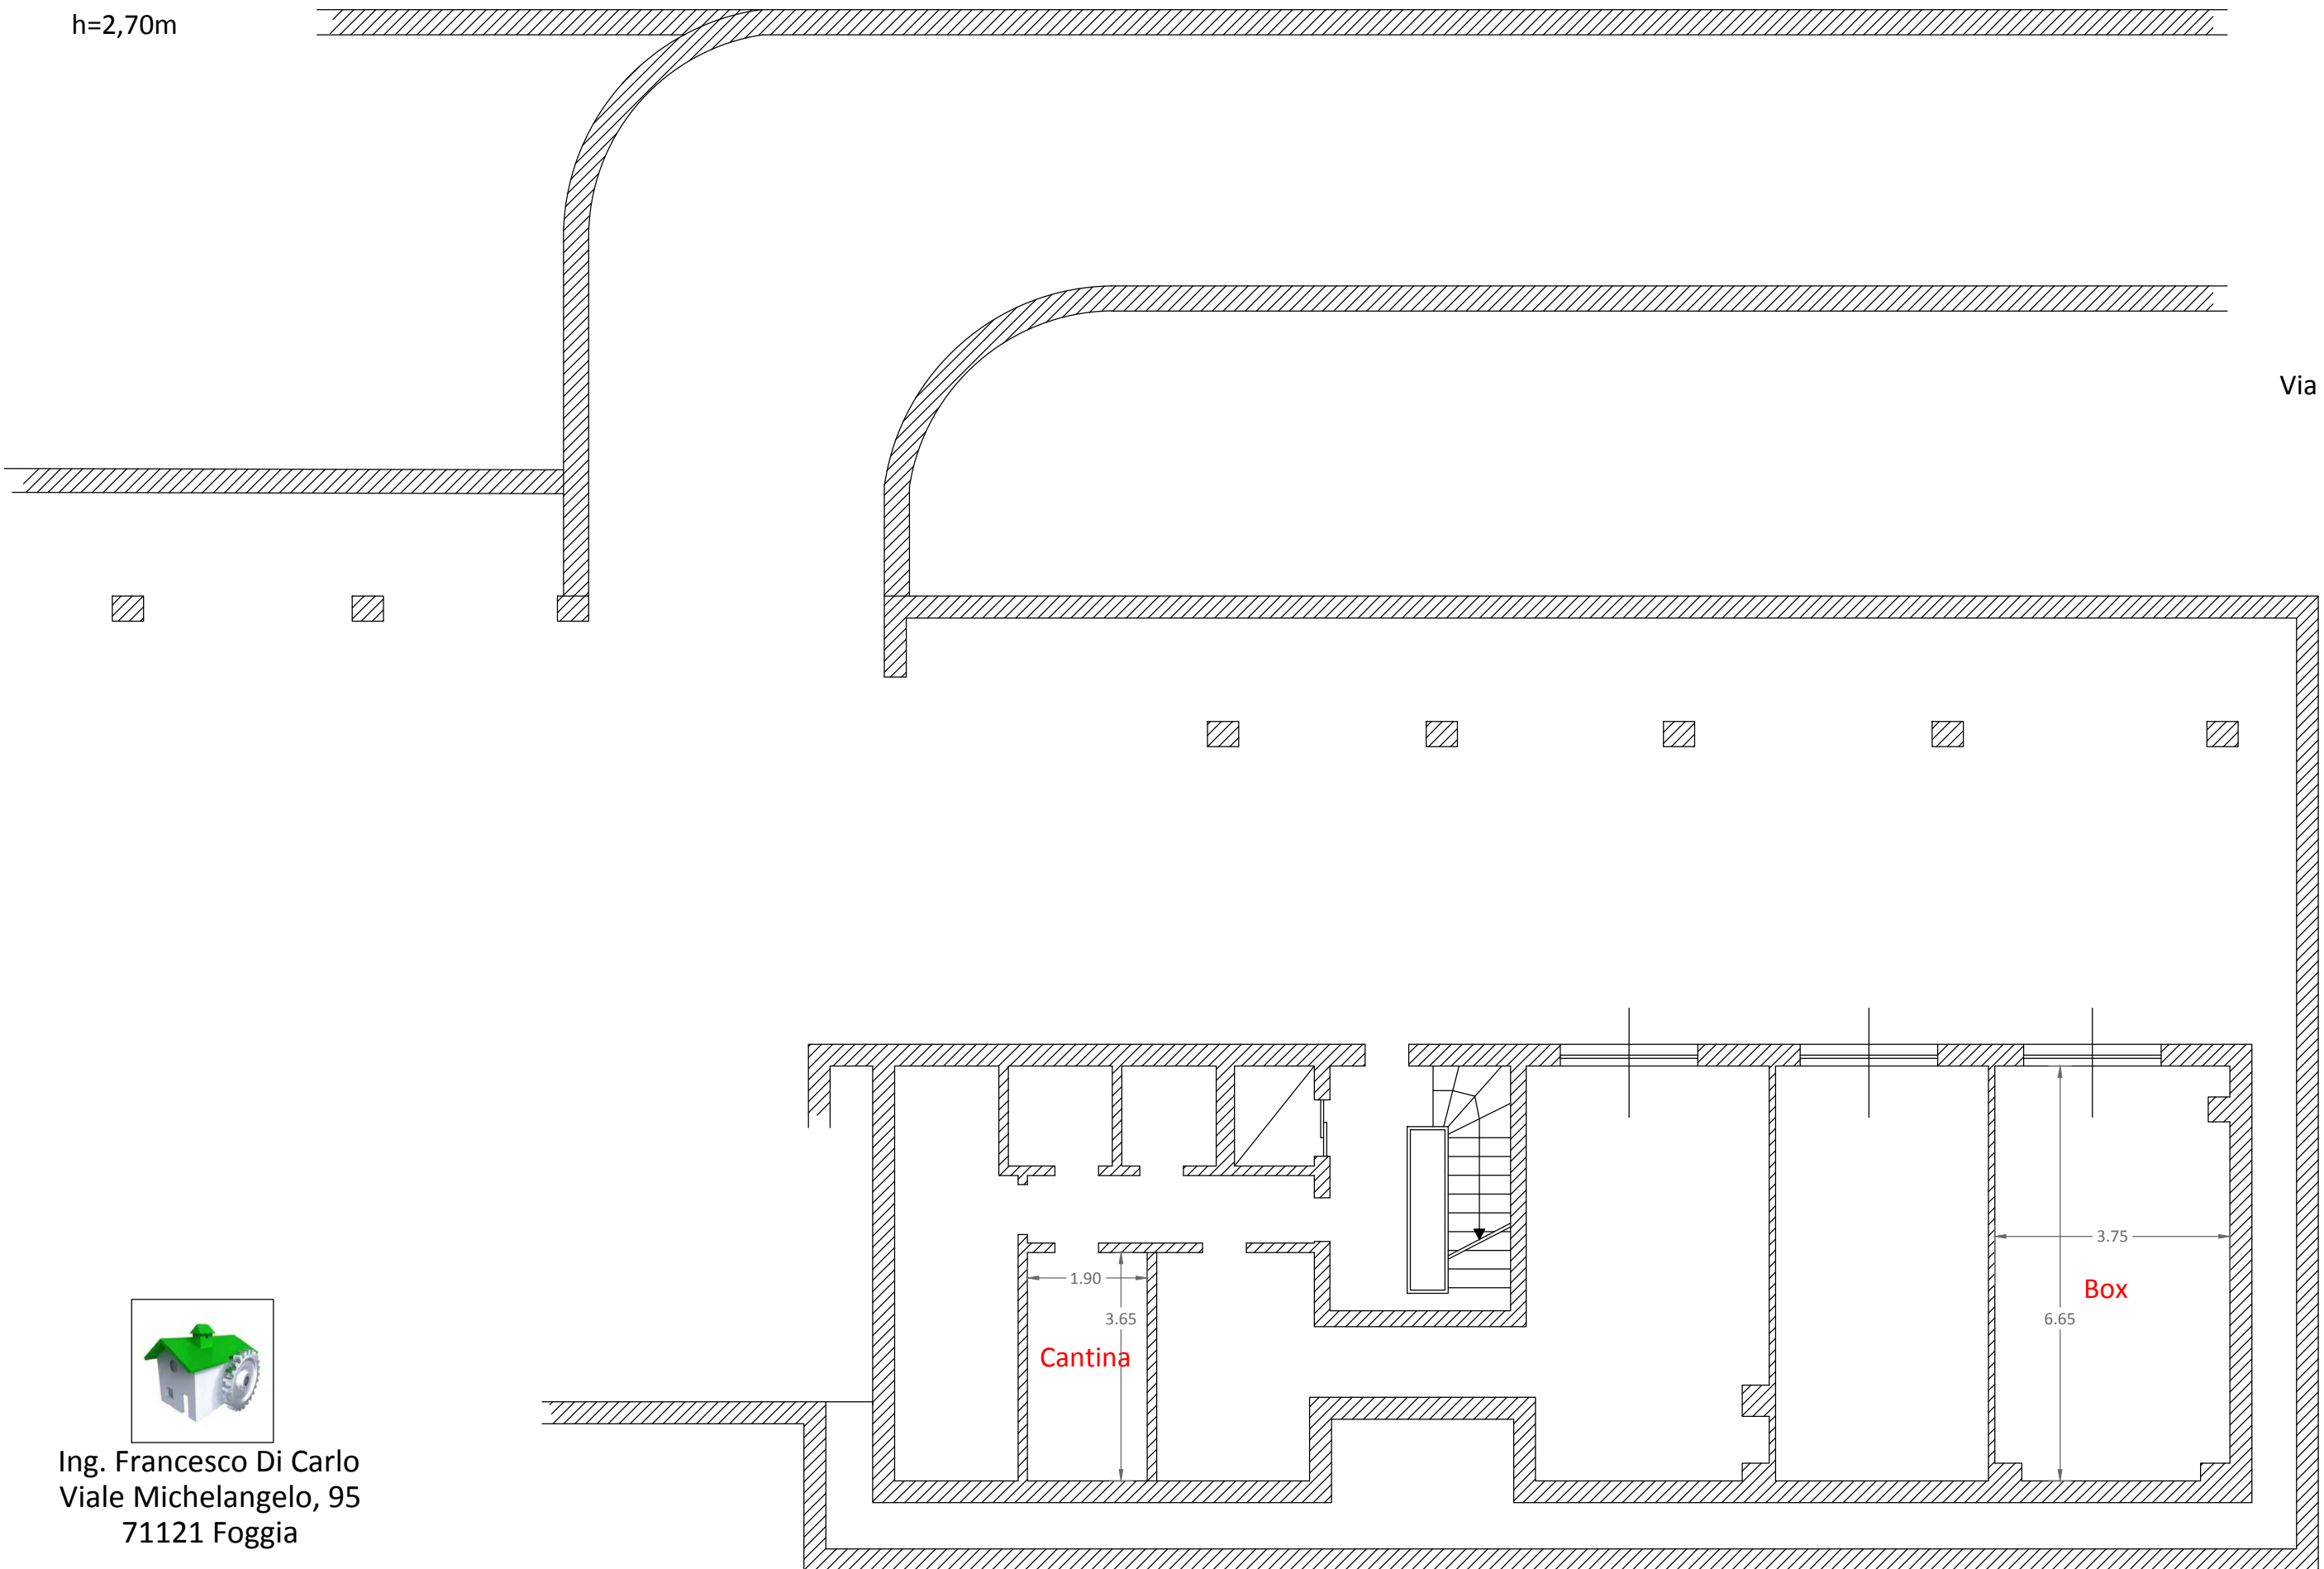 h=2,70m
Via
3.75
Box
1.90
3.65
6.65
Cantina
Ing. Francesco Di Carlo
Viale Michelangelo, 95
71121 Foggia